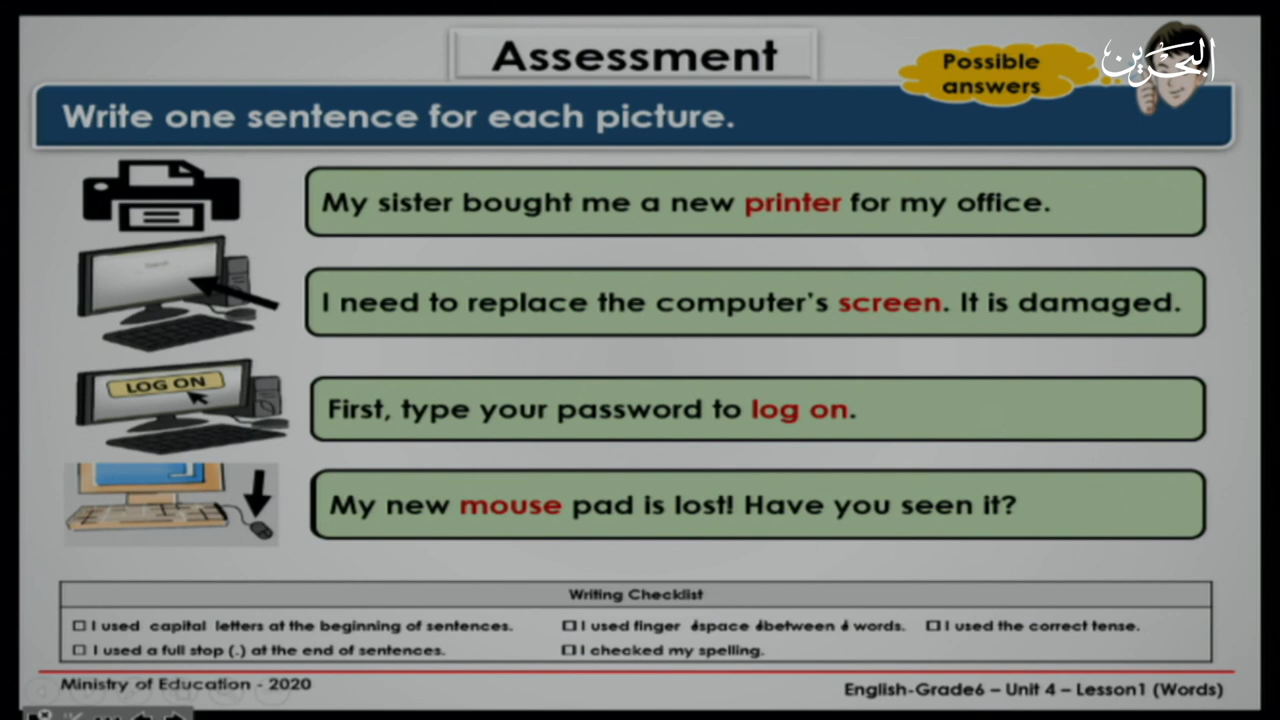 Assessment
Possible
answers
البحرين
Write one sentence for each picture.
My sister bought me a new printer for my office.
I need to replace the computer's screen. It is damaged.
LOG ON
First, type your password to log on.
My new mouse pad is lost! Have you seen it?
Writing Checklist
☐ I used capital letters at the beginning of sentences. ☐ I used finger space between words. ☐ I used the correct tense.
☐ I used a full stop (.) at the end of sentences. ☐ I checked my spelling.
Ministry of Education - 2020
English-Grade6 – Unit 4 – Lesson1 (Words)